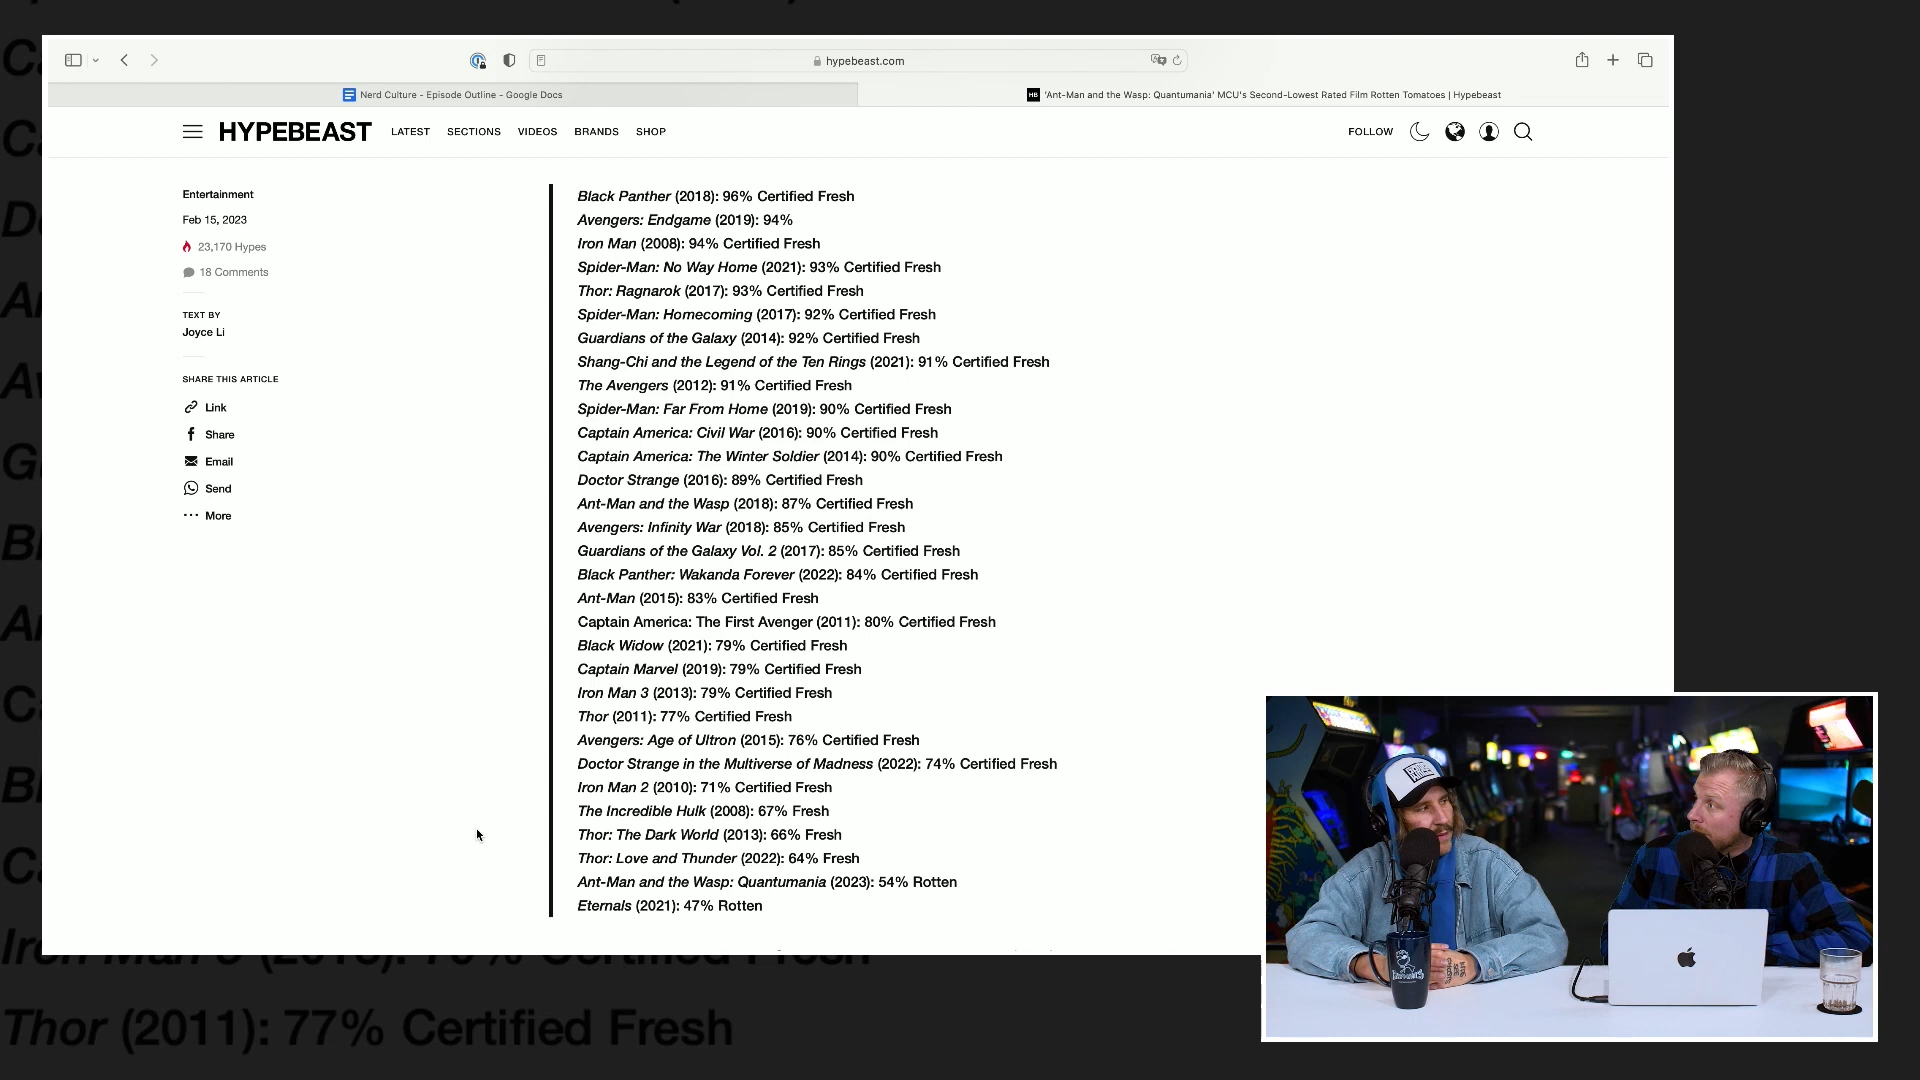 hypebeast.com
Nerd Culture - Episode Outline - Google Docs
HB 'Ant-Man and the Wasp: Quantumania' MCU's Second-Lowest Rated Film Rotten Tomatoes | Hypebeast
HYPEBEAST LATEST SECTIONS VIDEOS BRANDS SHOP FOLLOW
Entertainment
Feb 15, 2023
23,170 Hypes
18 Comments
TEXT BY
Joyce Li
SHARE THIS ARTICLE
Link
Share
Email
Send
More
Black Panther (2018): 96% Certified Fresh
Avengers: Endgame (2019): 94%
Iron Man (2008): 94% Certified Fresh
Spider-Man: No Way Home (2021): 93% Certified Fresh
Thor: Ragnarok (2017): 93% Certified Fresh
Spider-Man: Homecoming (2017): 92% Certified Fresh
Guardians of the Galaxy (2014): 92% Certified Fresh
Shang-Chi and the Legend of the Ten Rings (2021): 91% Certified Fresh
The Avengers (2012): 91% Certified Fresh
Spider-Man: Far From Home (2019): 90% Certified Fresh
Captain America: Civil War (2016): 90% Certified Fresh
Captain America: The Winter Soldier (2014): 90% Certified Fresh
Doctor Strange (2016): 89% Certified Fresh
Ant-Man and the Wasp (2018): 87% Certified Fresh
Avengers: Infinity War (2018): 85% Certified Fresh
Guardians of the Galaxy Vol. 2 (2017): 85% Certified Fresh
Black Panther: Wakanda Forever (2022): 84% Certified Fresh
Ant-Man (2015): 83% Certified Fresh
Captain America: The First Avenger (2011): 80% Certified Fresh
Black Widow (2021): 79% Certified Fresh
Captain Marvel (2019): 79% Certified Fresh
Iron Man 3 (2013): 79% Certified Fresh
Thor (2011): 77% Certified Fresh
Avengers: Age of Ultron (2015): 76% Certified Fresh
Doctor Strange in the Multiverse of Madness (2022): 74% Certified Fresh
Iron Man 2 (2010): 71% Certified Fresh
The Incredible Hulk (2008): 67% Fresh
Thor: The Dark World (2013): 66% Fresh
Thor: Love and Thunder (2022): 64% Fresh
Ant-Man and the Wasp: Quantumania (2023): 54% Rotten
Eternals (2021): 47% Rotten
Thor (2011): 77% Certified Fresh